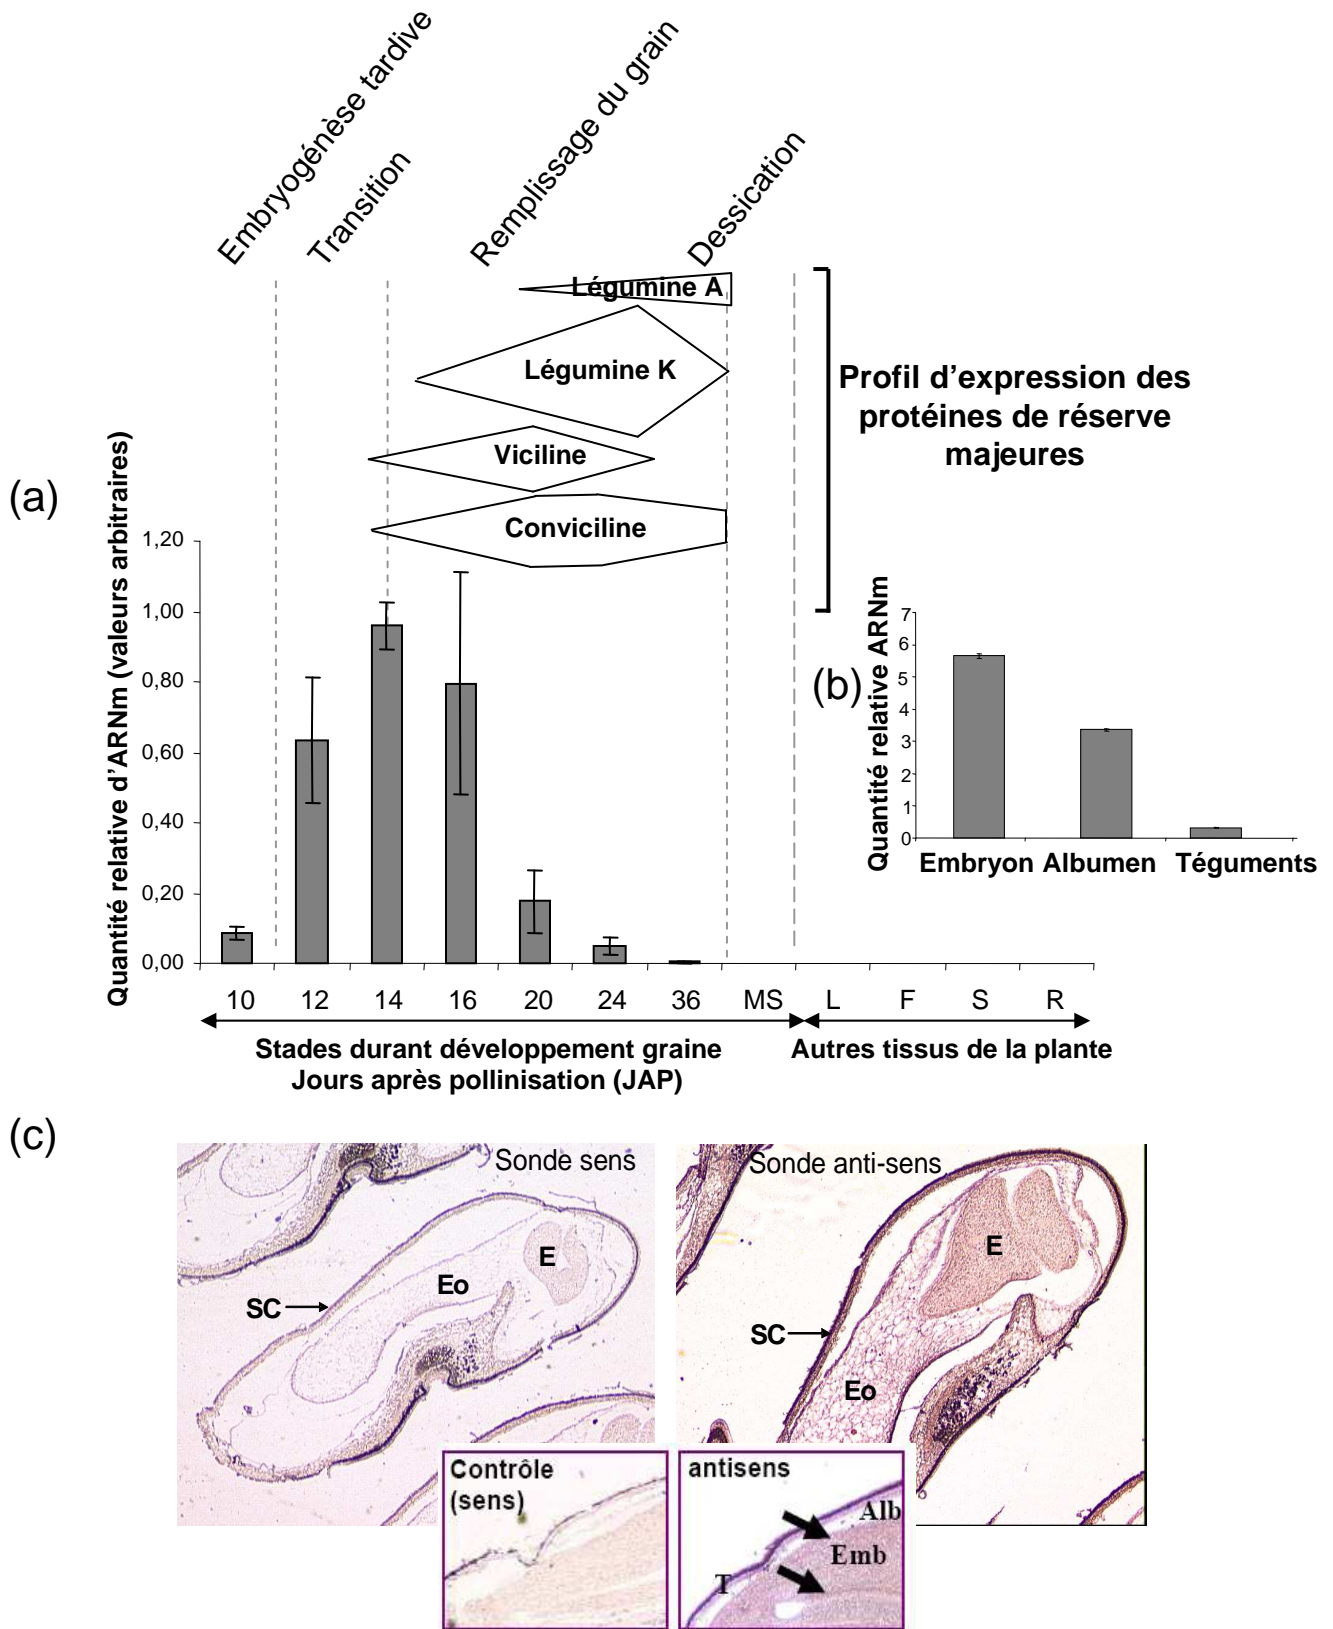 Embryogénèse tardive
Transition
Remplissage du grain
Dessication
Légumine A
Légumine K
Viciline
Conviciline
Profil d’expression des
protéines de réserve
majeures
(a)
Quantité relative d’ARNm (valeurs arbitraires)
1,20
1,00
0,80
0,60
0,40
0,20
0,00
10 12 14 16 20 24 36 MS L F S R
Stades durant développement graine
Jours après pollinisation (JAP)
Autres tissus de la plante
(b)
Quantité relative ARNm
7
6
5
4
3
2
1
0
Embryon Albumen Téguments
(c)
Sonde sens
E
Eo
SC
Sonde anti-sens
E
SC
Eo
Contrôle
(sens)
antisens
Alb
Emb
T